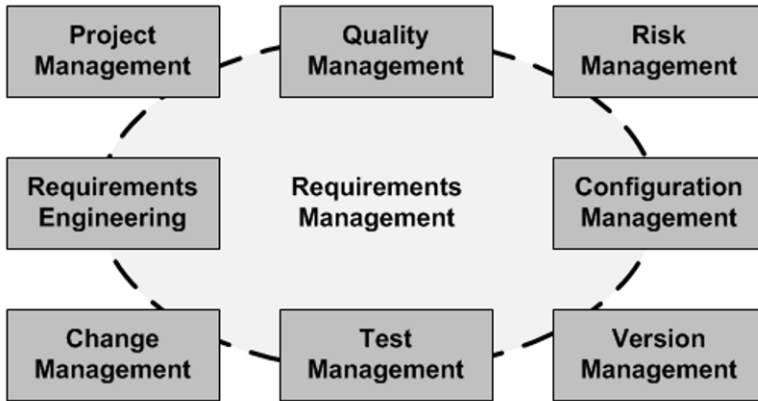 Project
Management
Quality
Management
Risk
Management
Requirements
Engineering
Requirements
Management
Configuration
Management
Change
Management
Test
Management
Version
Management